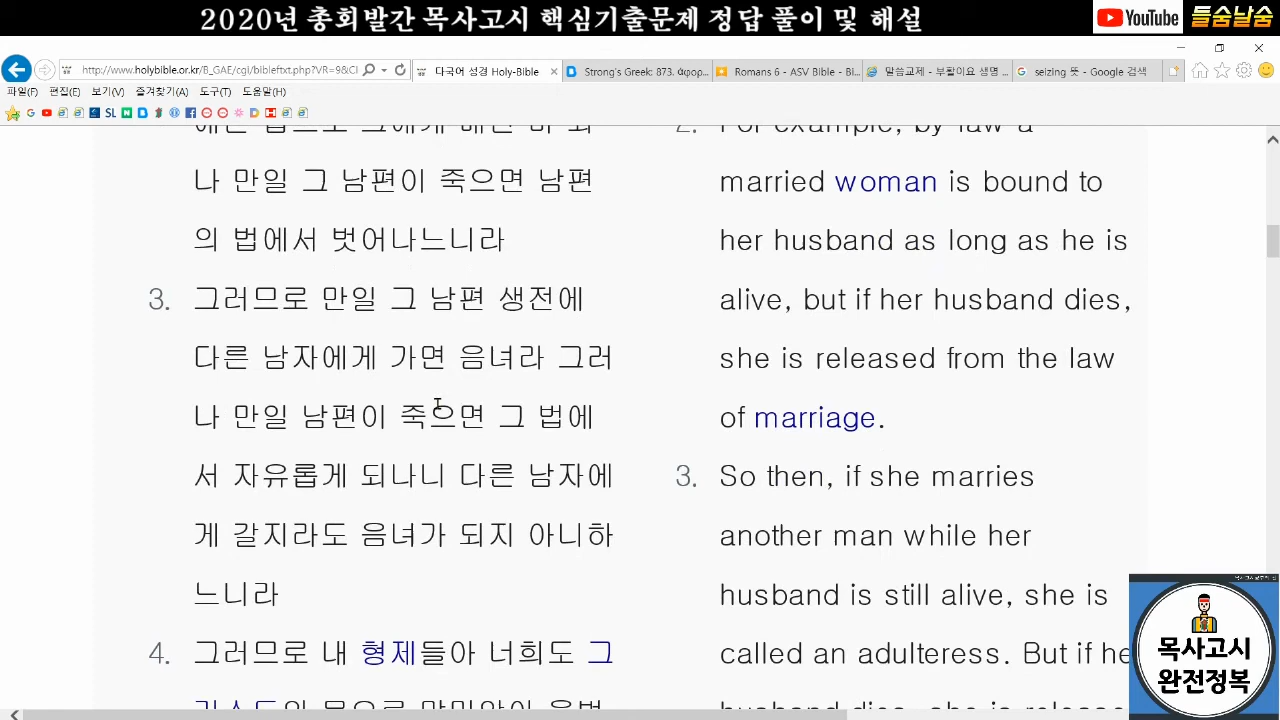 2020년 총회발간 목사고시 핵심기출문제 정답 풀이 및 해설
YouTube 들숨날숨
http://www.holybible.or.kr/B_GAE/cgi/bibleftxt.php?VR=9&CI
다국어 성경 Holy-Bible
Strong's Greek: 873. ἀφορ...
Romans 6 - ASV Bible - Bl...
말씀교제 - 부활이요 생명 ...
seizing 뜻 - Google 검색
파일(F) 편집(E) 보기(V) 즐겨찾기(A) 도구(T) 도움말(H)
나 만일 그 남편이 죽으면 남편
의 법에서 벗어나느니라
3. 그러므로 만일 그 남편 생전에
다른 남자에게 가면 음녀라 그러
나 만일 남편이 죽으면 그 법에
서 자유롭게 되나니 다른 남자에
게 갈지라도 음녀가 되지 아니하
느니라
4. 그러므로 내 형제들아 너희도 그
2. For example, by law a
married woman is bound to
her husband as long as he is
alive, but if her husband dies,
she is released from the law
of marriage.
3. So then, if she marries
another man while her
husband is still alive, she is
called an adulteress. But if he
husband dies, she is release
목사고시
완전정복